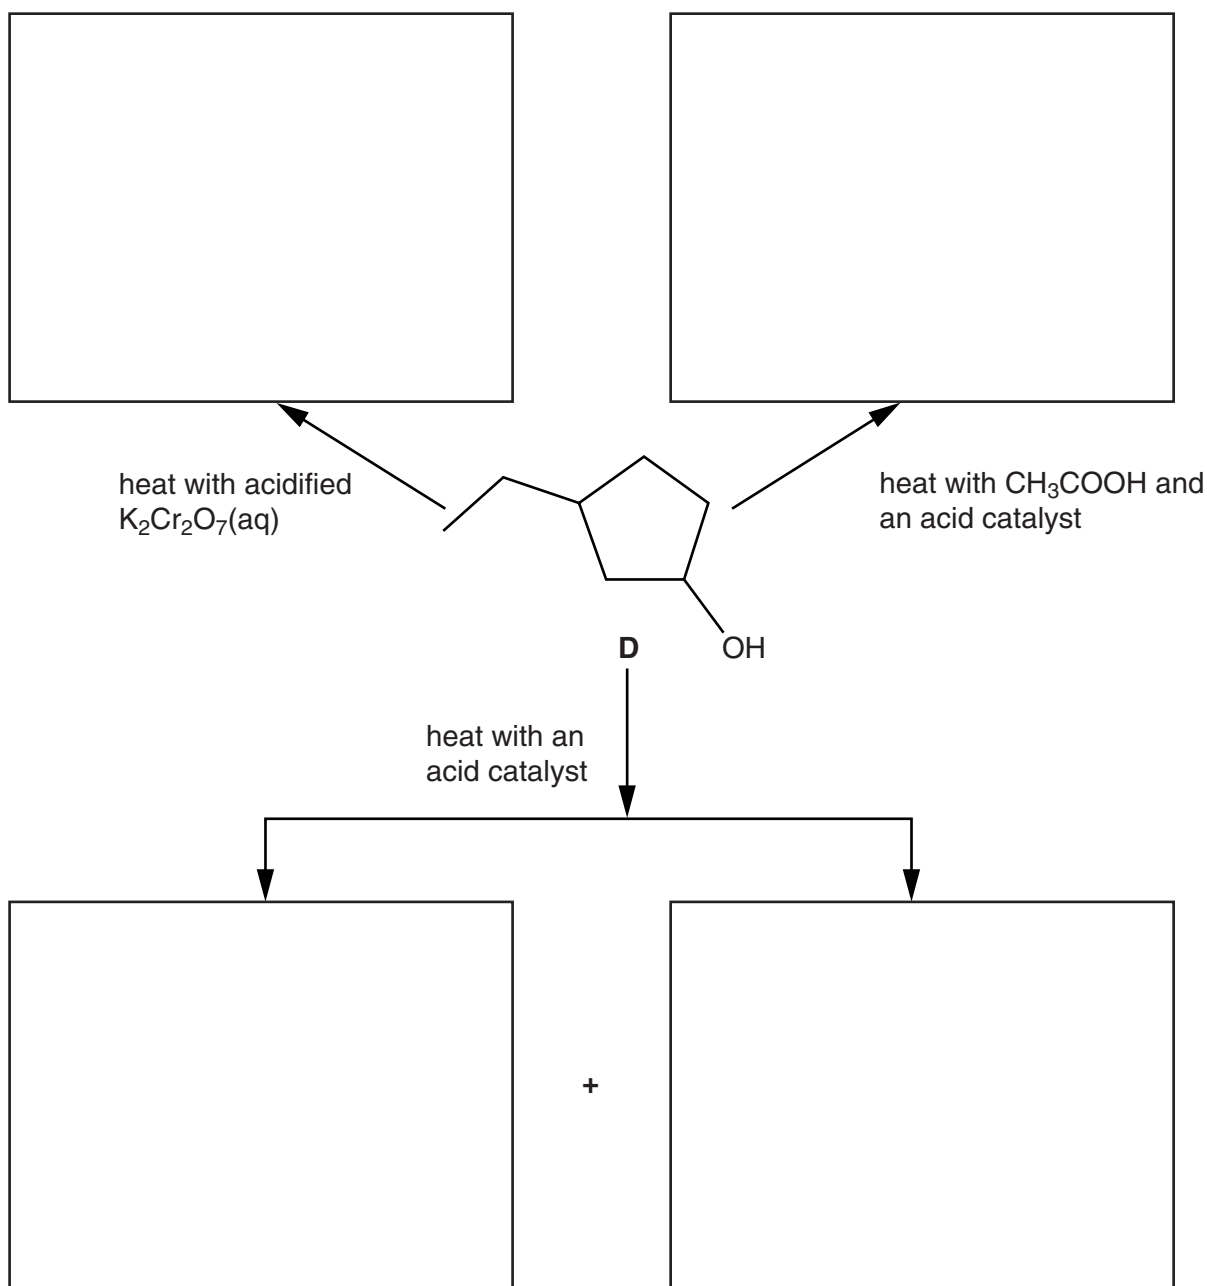 heat with acidified
K₂Cr₂O₇(aq)
heat with CH₃COOH and
an acid catalyst
D
OH
heat with an
acid catalyst
+